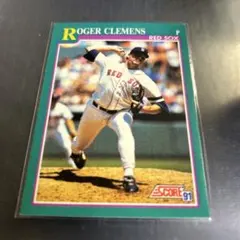 ROGER CLEMENS
P
RED SOX
RED SOX
SCORE 91